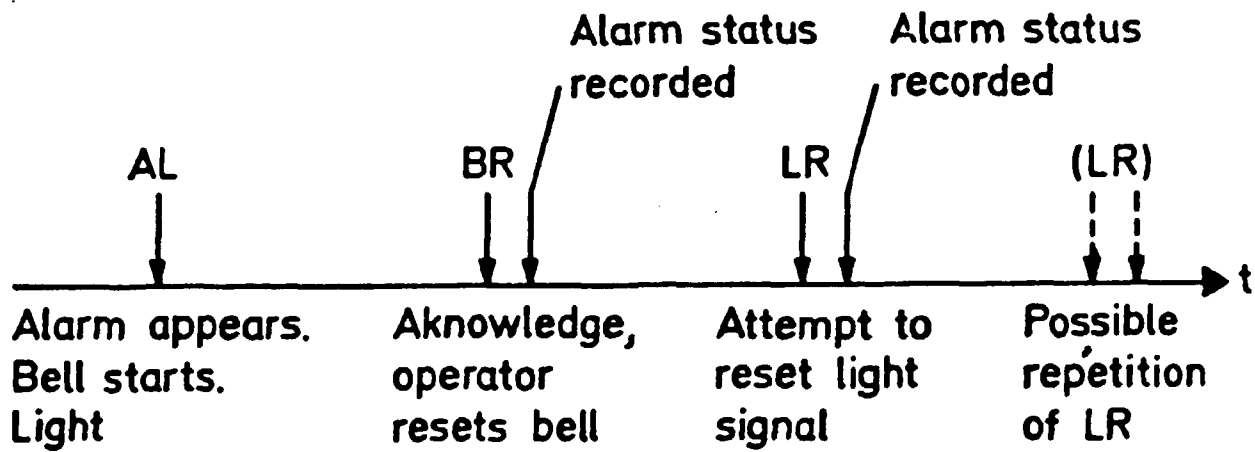 Alarm status
recorded
Alarm status
recorded
AL
BR
LR
(LR)
t
Alarm appears.
Bell starts.
Light
Aknowledge,
operator
resets bell
Attempt to
reset light
signal
Possible
repetition
of LR